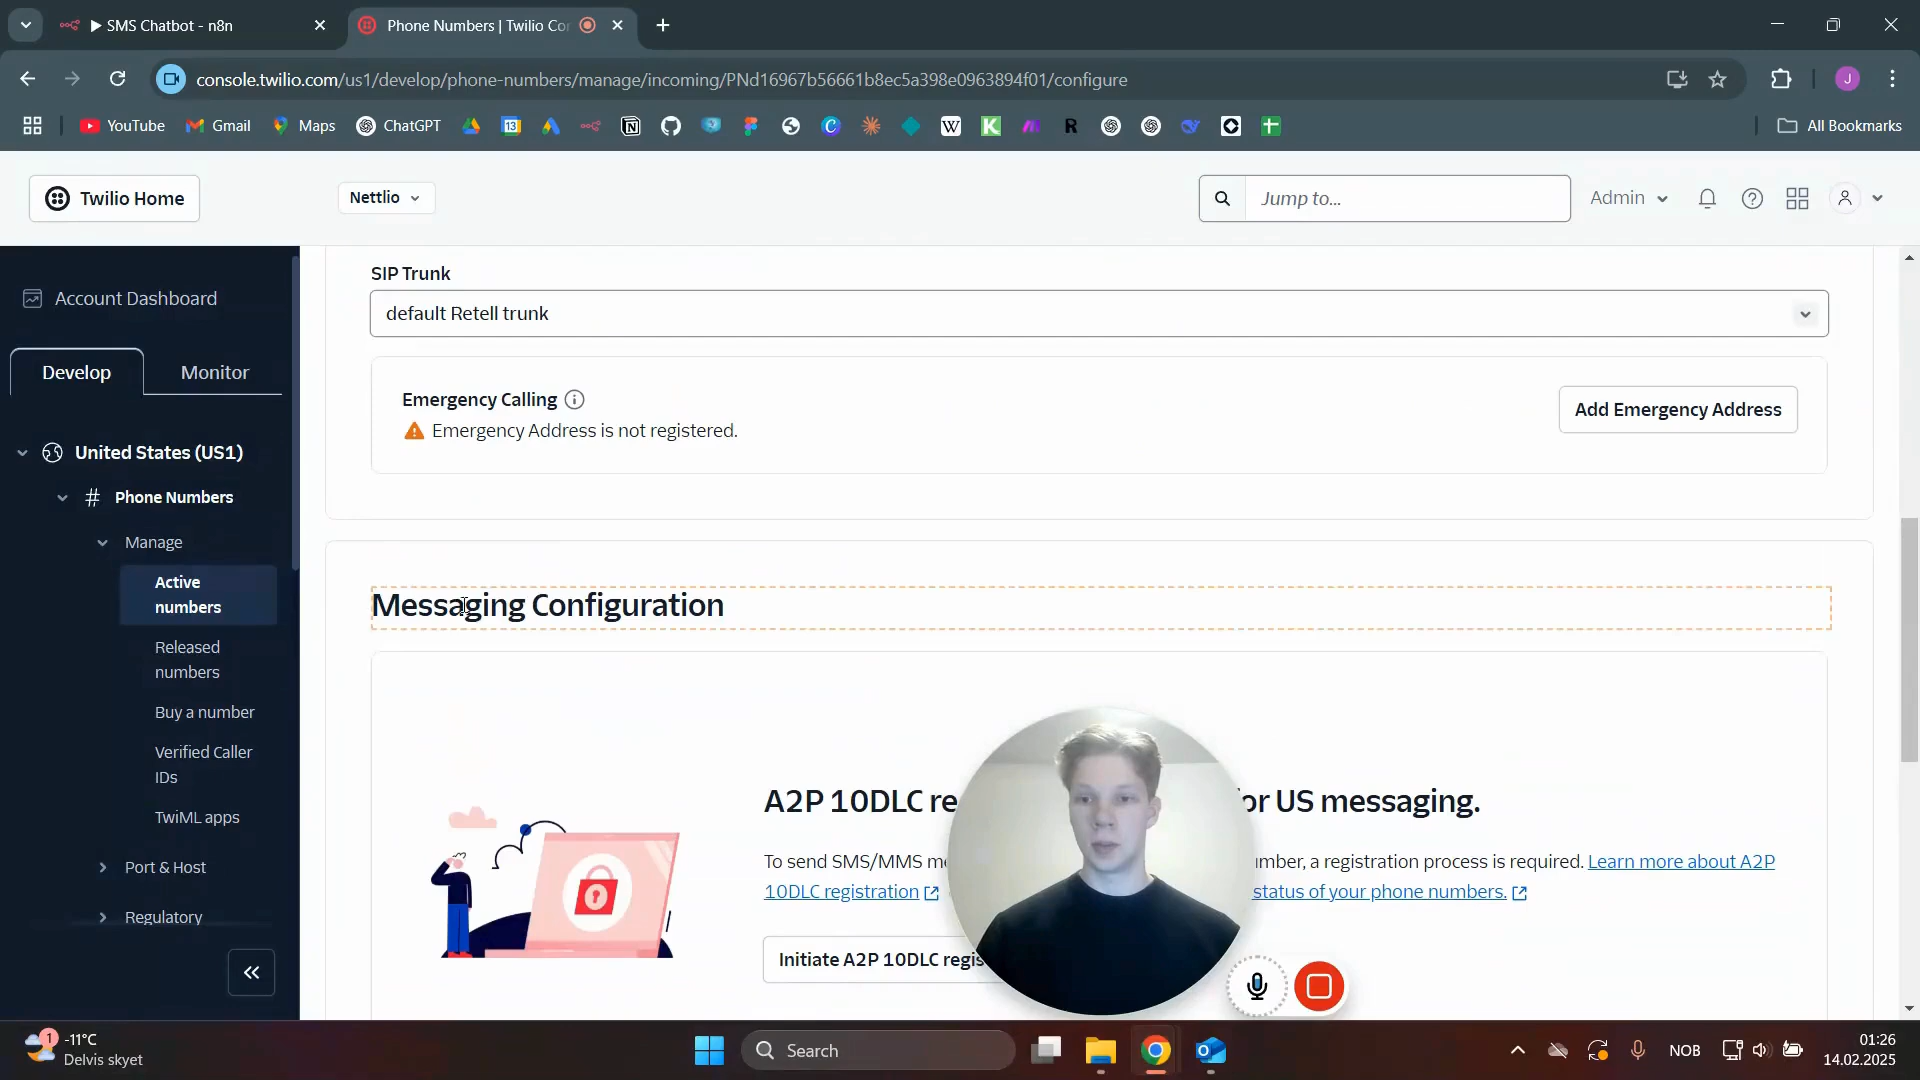 SMS Chatbot - n8n
Phone Numbers | Twilio Co
console.twilio.com/us1/develop/phone-numbers/manage/incoming/PNd16967b56661b8ec5a398e0963894f01/configure
J
YouTube
Gmail
Maps
ChatGPT
All Bookmarks
Twilio Home
Nettlio
Jump to...
Admin
Account Dashboard
Develop
Monitor
United States (US1)
Phone Numbers
Manage
Active
numbers
Released
numbers
Buy a number
Verified Caller
IDs
TwiML apps
Port & Host
Regulatory
SIP Trunk
default Retell trunk
Emergency Calling
Emergency Address is not registered.
Add Emergency Address
Messaging Configuration
A2P 10DLC re
or US messaging.
To send SMS/MMS me
umber, a registration process is required. Learn more about A2P
10DLC registration
status of your phone numbers.
Initiate A2P 10DLC regis
1
-11°C
Delvis skyet
Search
NOB
01:26
14.02.2025